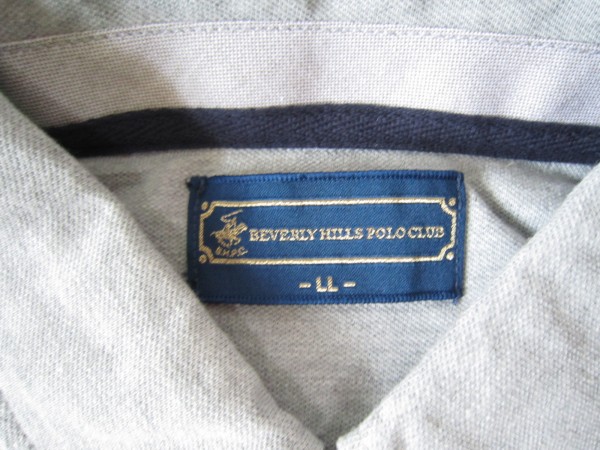 BEVERLY HILLS POLO CLUB
B.H.P.C.
- LL -